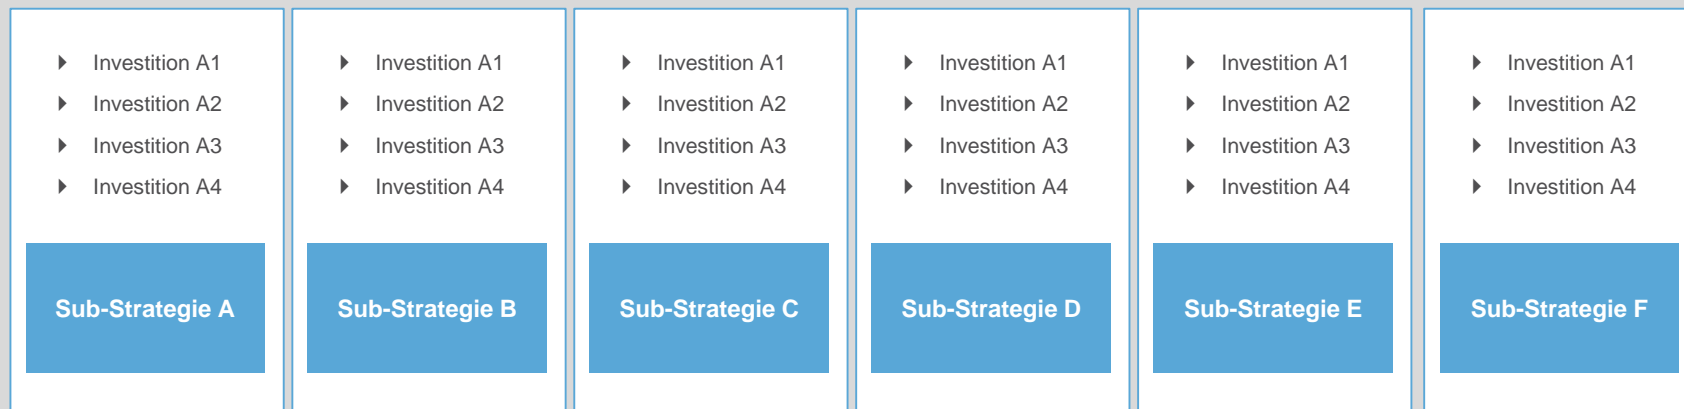 Investition A1
Investition A2
Investition A3
Investition A4
Sub-Strategie A
Investition A1
Investition A2
Investition A3
Investition A4
Sub-Strategie B
Investition A1
Investition A2
Investition A3
Investition A4
Sub-Strategie C
Investition A1
Investition A2
Investition A3
Investition A4
Sub-Strategie D
Investition A1
Investition A2
Investition A3
Investition A4
Sub-Strategie E
Investition A1
Investition A2
Investition A3
Investition A4
Sub-Strategie F